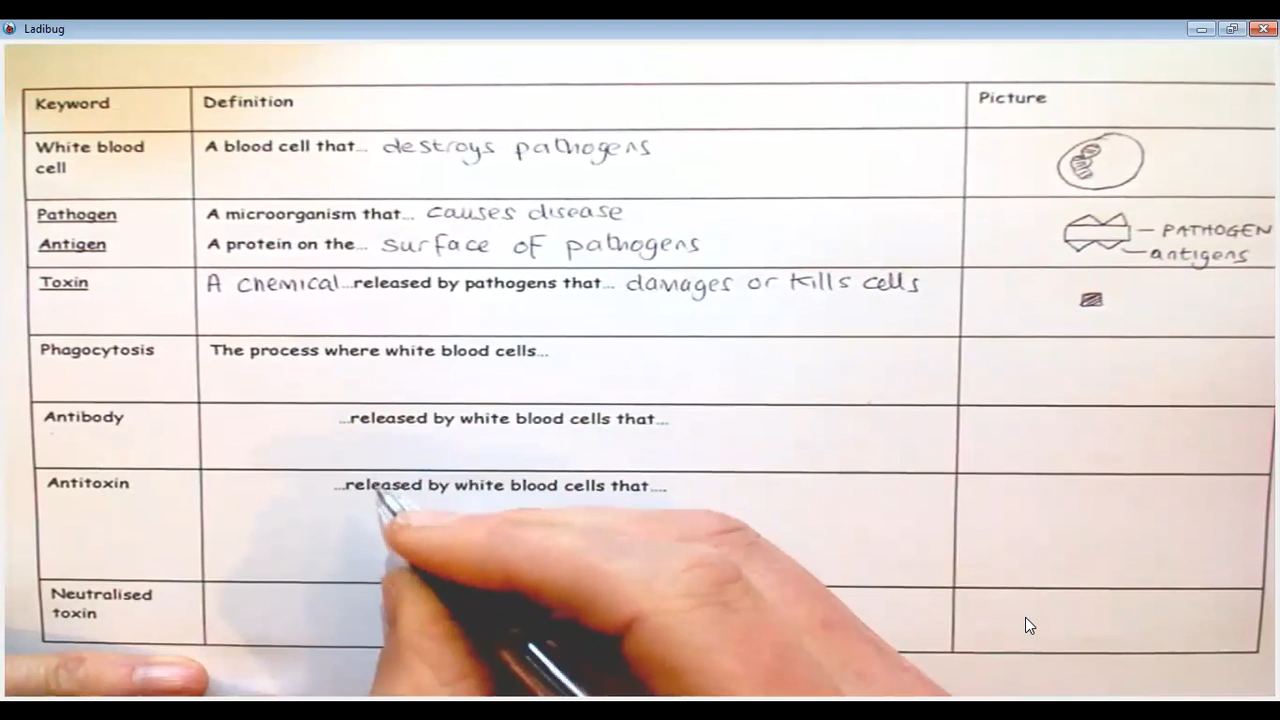 Ladibug
Keyword Definition Picture
White blood cell A blood cell that... destroys pathogens
Pathogen A microorganism that... causes disease
PATHOGEN
Antigen A protein on the... surface of pathogens
antigens
Toxin A chemical...released by pathogens that... damages or kills cells
Phagocytosis The process where white blood cells...
Antibody ...released by white blood cells that...
Antitoxin ...released by white blood cells that....
Neutralised
toxin